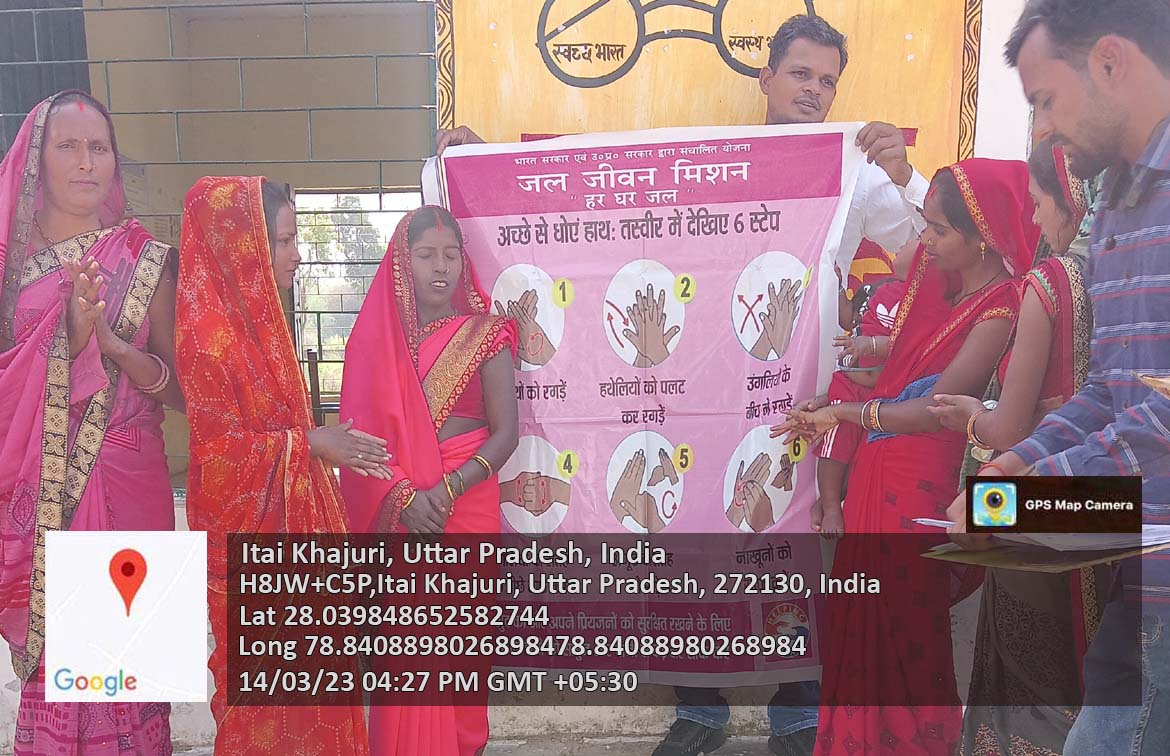 स्वच्छ भारत
स्वस्थ
भारत सरकार एवं उ०प्र० सरकार द्वारा संचालित योजना
जल जीवन मिशन
"हर घर जल"
अच्छे से धोएं हाथ: तस्वीर में देखिए 6 स्टेप
1
2
को रगड़ें
हथेलियों को पलट
कर रगड़ें
उंगलियों के
बीच में रगड़ें
4
5
6
नाखूनों को
अपने प्रियजनों को सुरक्षित रखने के लिए
GPS Map Camera
Google
Itai Khajuri, Uttar Pradesh, India
H8JW+C5P,Itai Khajuri, Uttar Pradesh, 272130, India
Lat 28.039848652582744
Long 78.8408898026898478.84088980268984
14/03/23 04:27 PM GMT +05:30